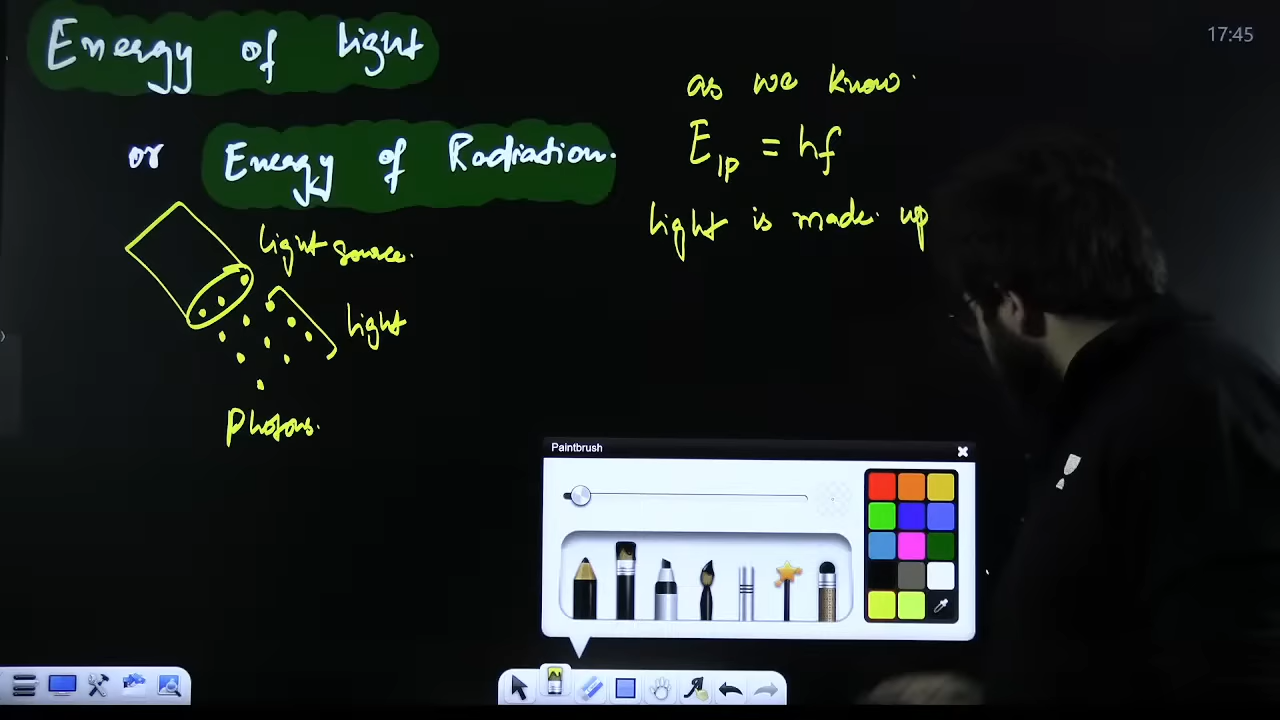 Energy of Light
or Energy of Radiation.
Light source.
Light
Photons.
17:45
as we know.
E1p = hf
Light is made up
Paintbrush